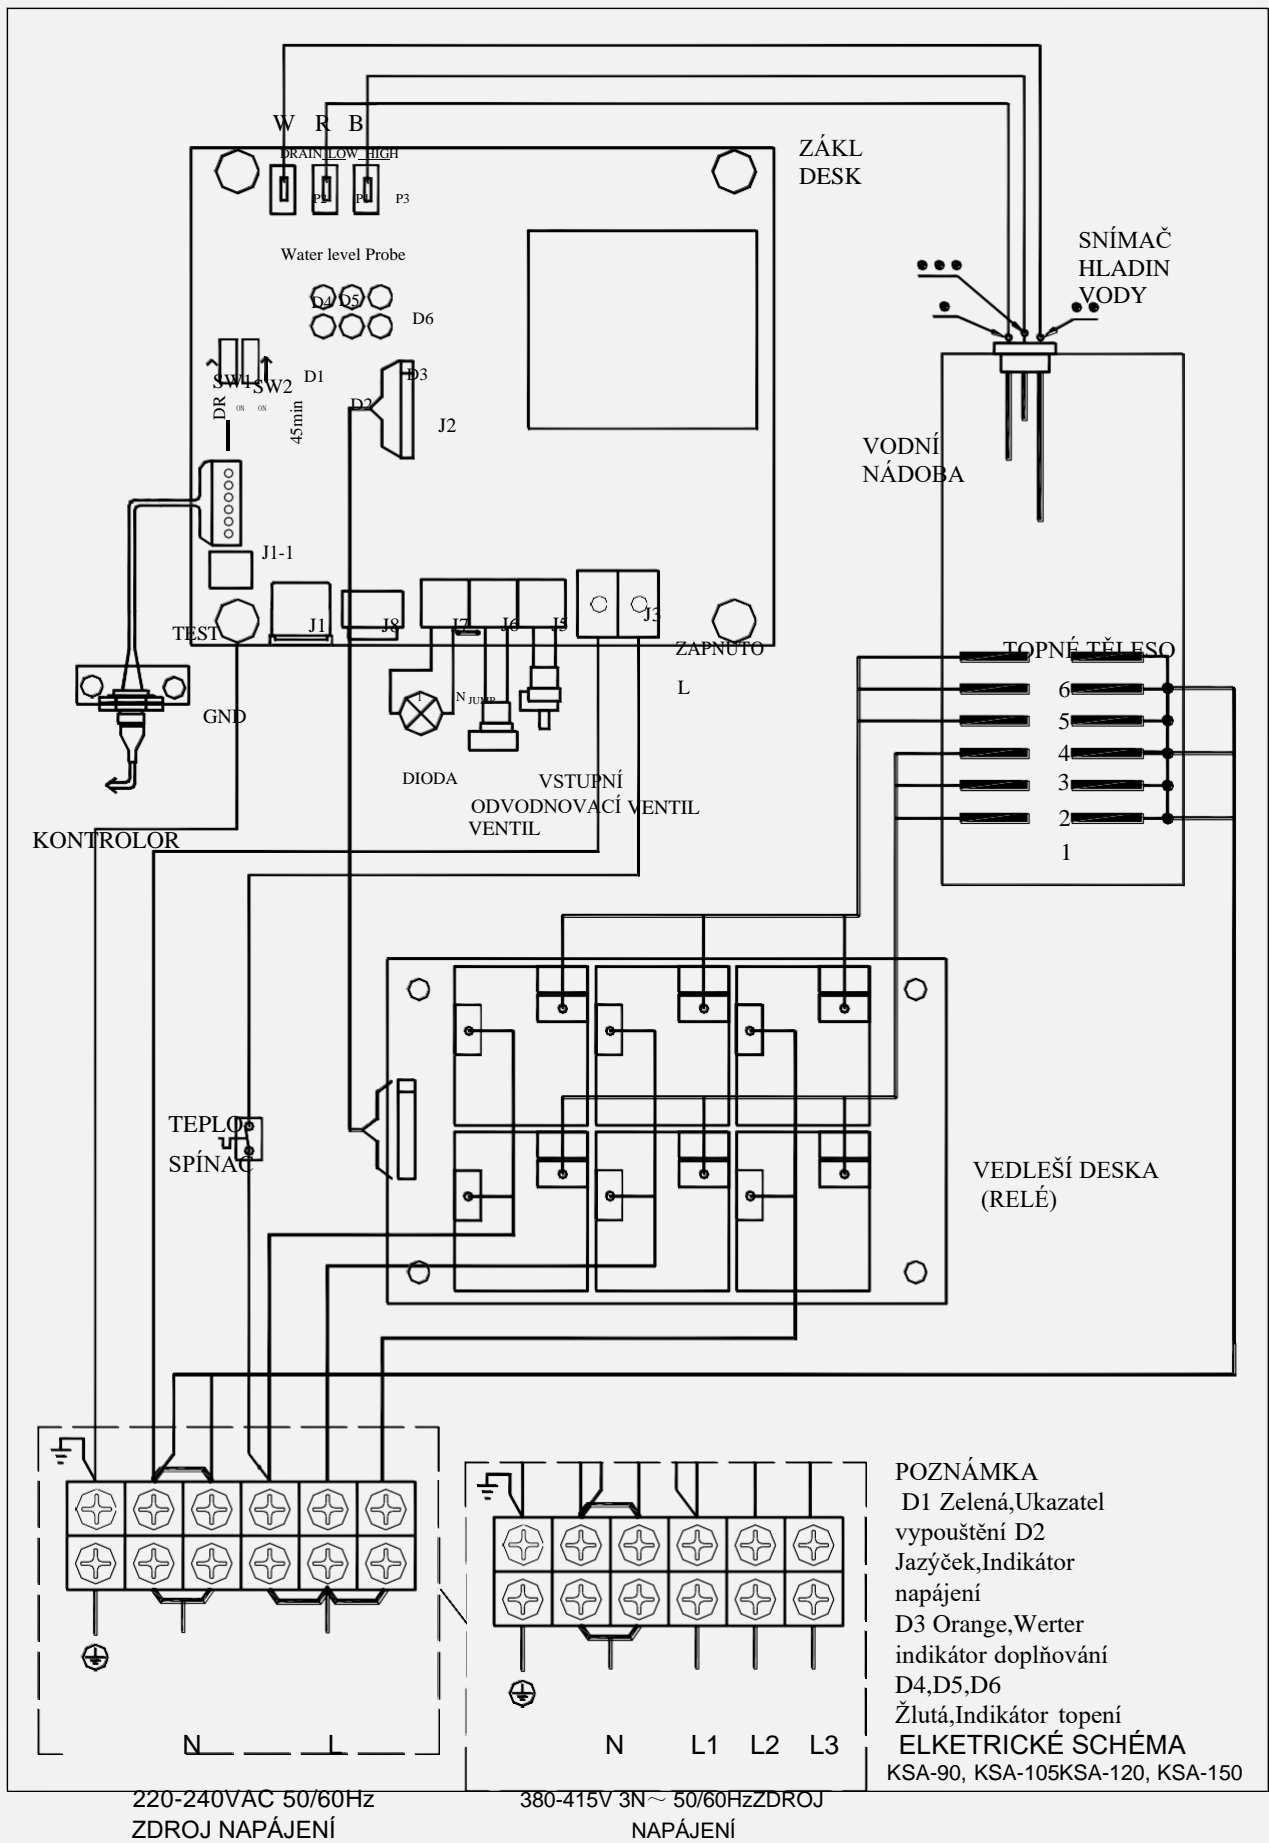 W R B
DRAIN LOW HIGH
P2 P1 P3
ZÁKL
DESK
Water level Probe
D4 D5
D6
SNÍMAČ
HLADIN
VODY
SW1
SW2
D1
D3
D2
DR
ON ON
45min
J2
VODNÍ
NÁDOBA
J1-1
TEST
J1 J8 J7 J6 J5 J3
ZAPNUTO
L
TOPNÉ TĚLESO
6
5
4
3
2
1
GND
N JUMP
DIODA
VSTUPNÍ
ODVODNOVACÍ VENTIL
VENTIL
KONTROLOR
TEPLO
SPÍNAČ
VEDLEŠÍ DESKA
(RELÉ)
POZNÁMKA
D1 Zelená,Ukazatel
vypouštění D2
Jazýček,Indikátor
napájení
D3 Orange,Werter
indikátor doplňování
D4,D5,D6
Žlutá,Indikátor topení
ELKETRICKÉ SCHÉMA
KSA-90, KSA-105KSA-120, KSA-150
N L
N L1 L2 L3
220-240VAC 50/60Hz
ZDROJ NAPÁJENÍ
380-415V 3N～ 50/60HzZDROJ
NAPÁJENÍ